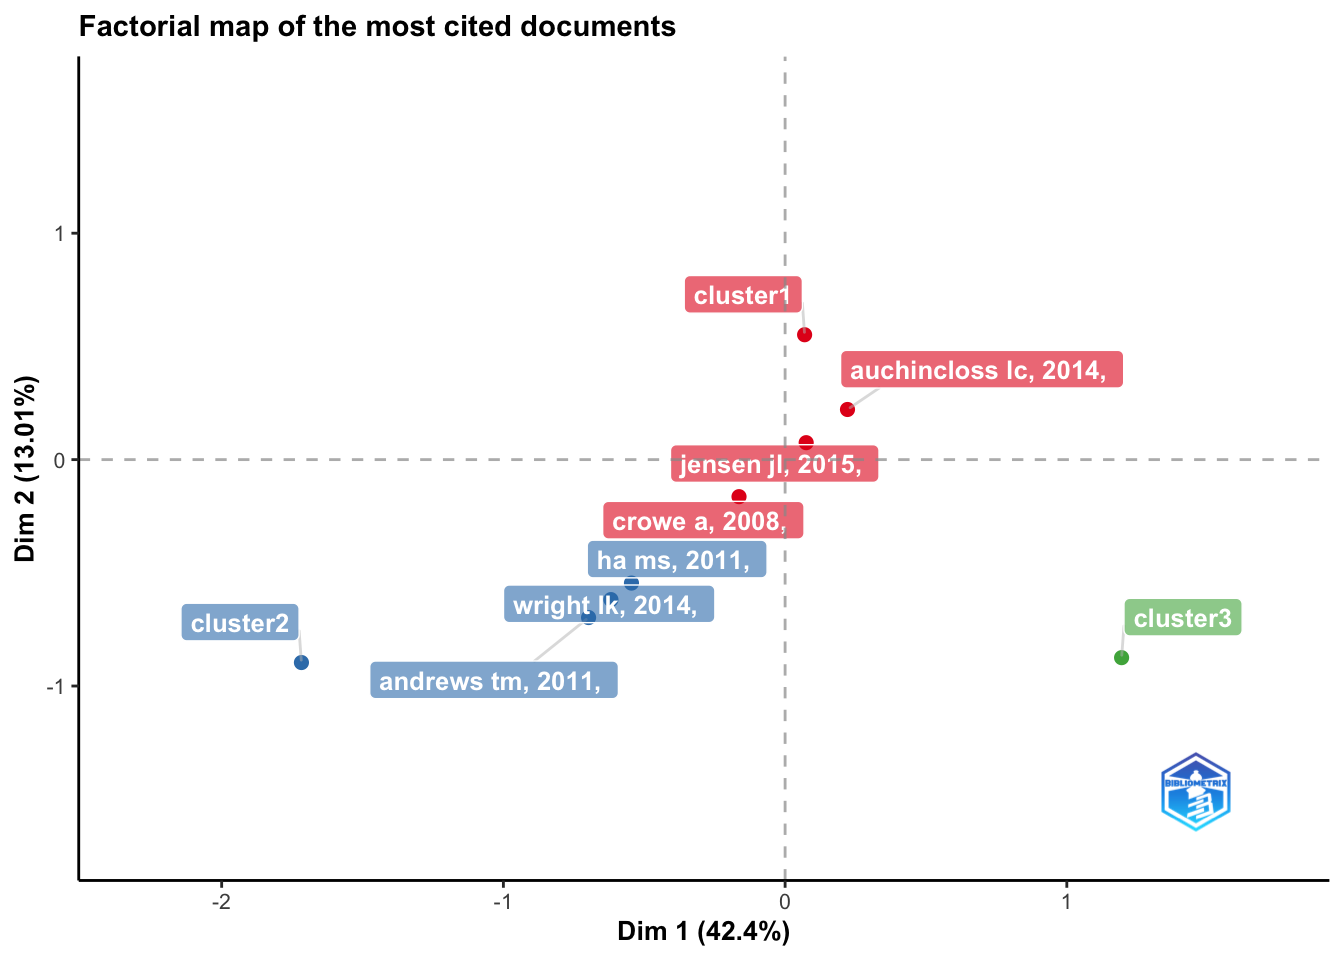 Factorial map of the most cited documents
1
cluster1
auchincloss lc, 2014,
0
jensen jl, 2015,
crowe a, 2008,
ha ms, 2011,
wright lk, 2014,
cluster2
cluster3
andrews tm, 2011,
-1
BIBLIOMETRIX
-2
-1
0
1
Dim 1 (42.4%)
Dim 2 (13.01%)